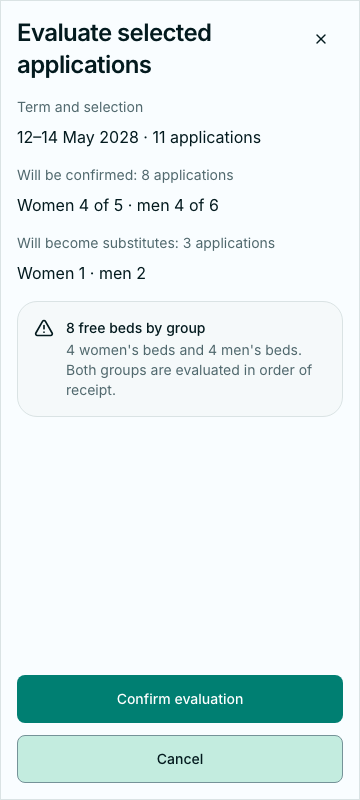 Evaluate selected
applications
Term and selection
12–14 May 2028 · 11 applications
Will be confirmed: 8 applications
Women 4 of 5 · men 4 of 6
Will become substitutes: 3 applications
Women 1 · men 2
8 free beds by group
4 women's beds and 4 men's beds.
Both groups are evaluated in order of
receipt.
Confirm evaluation
Cancel